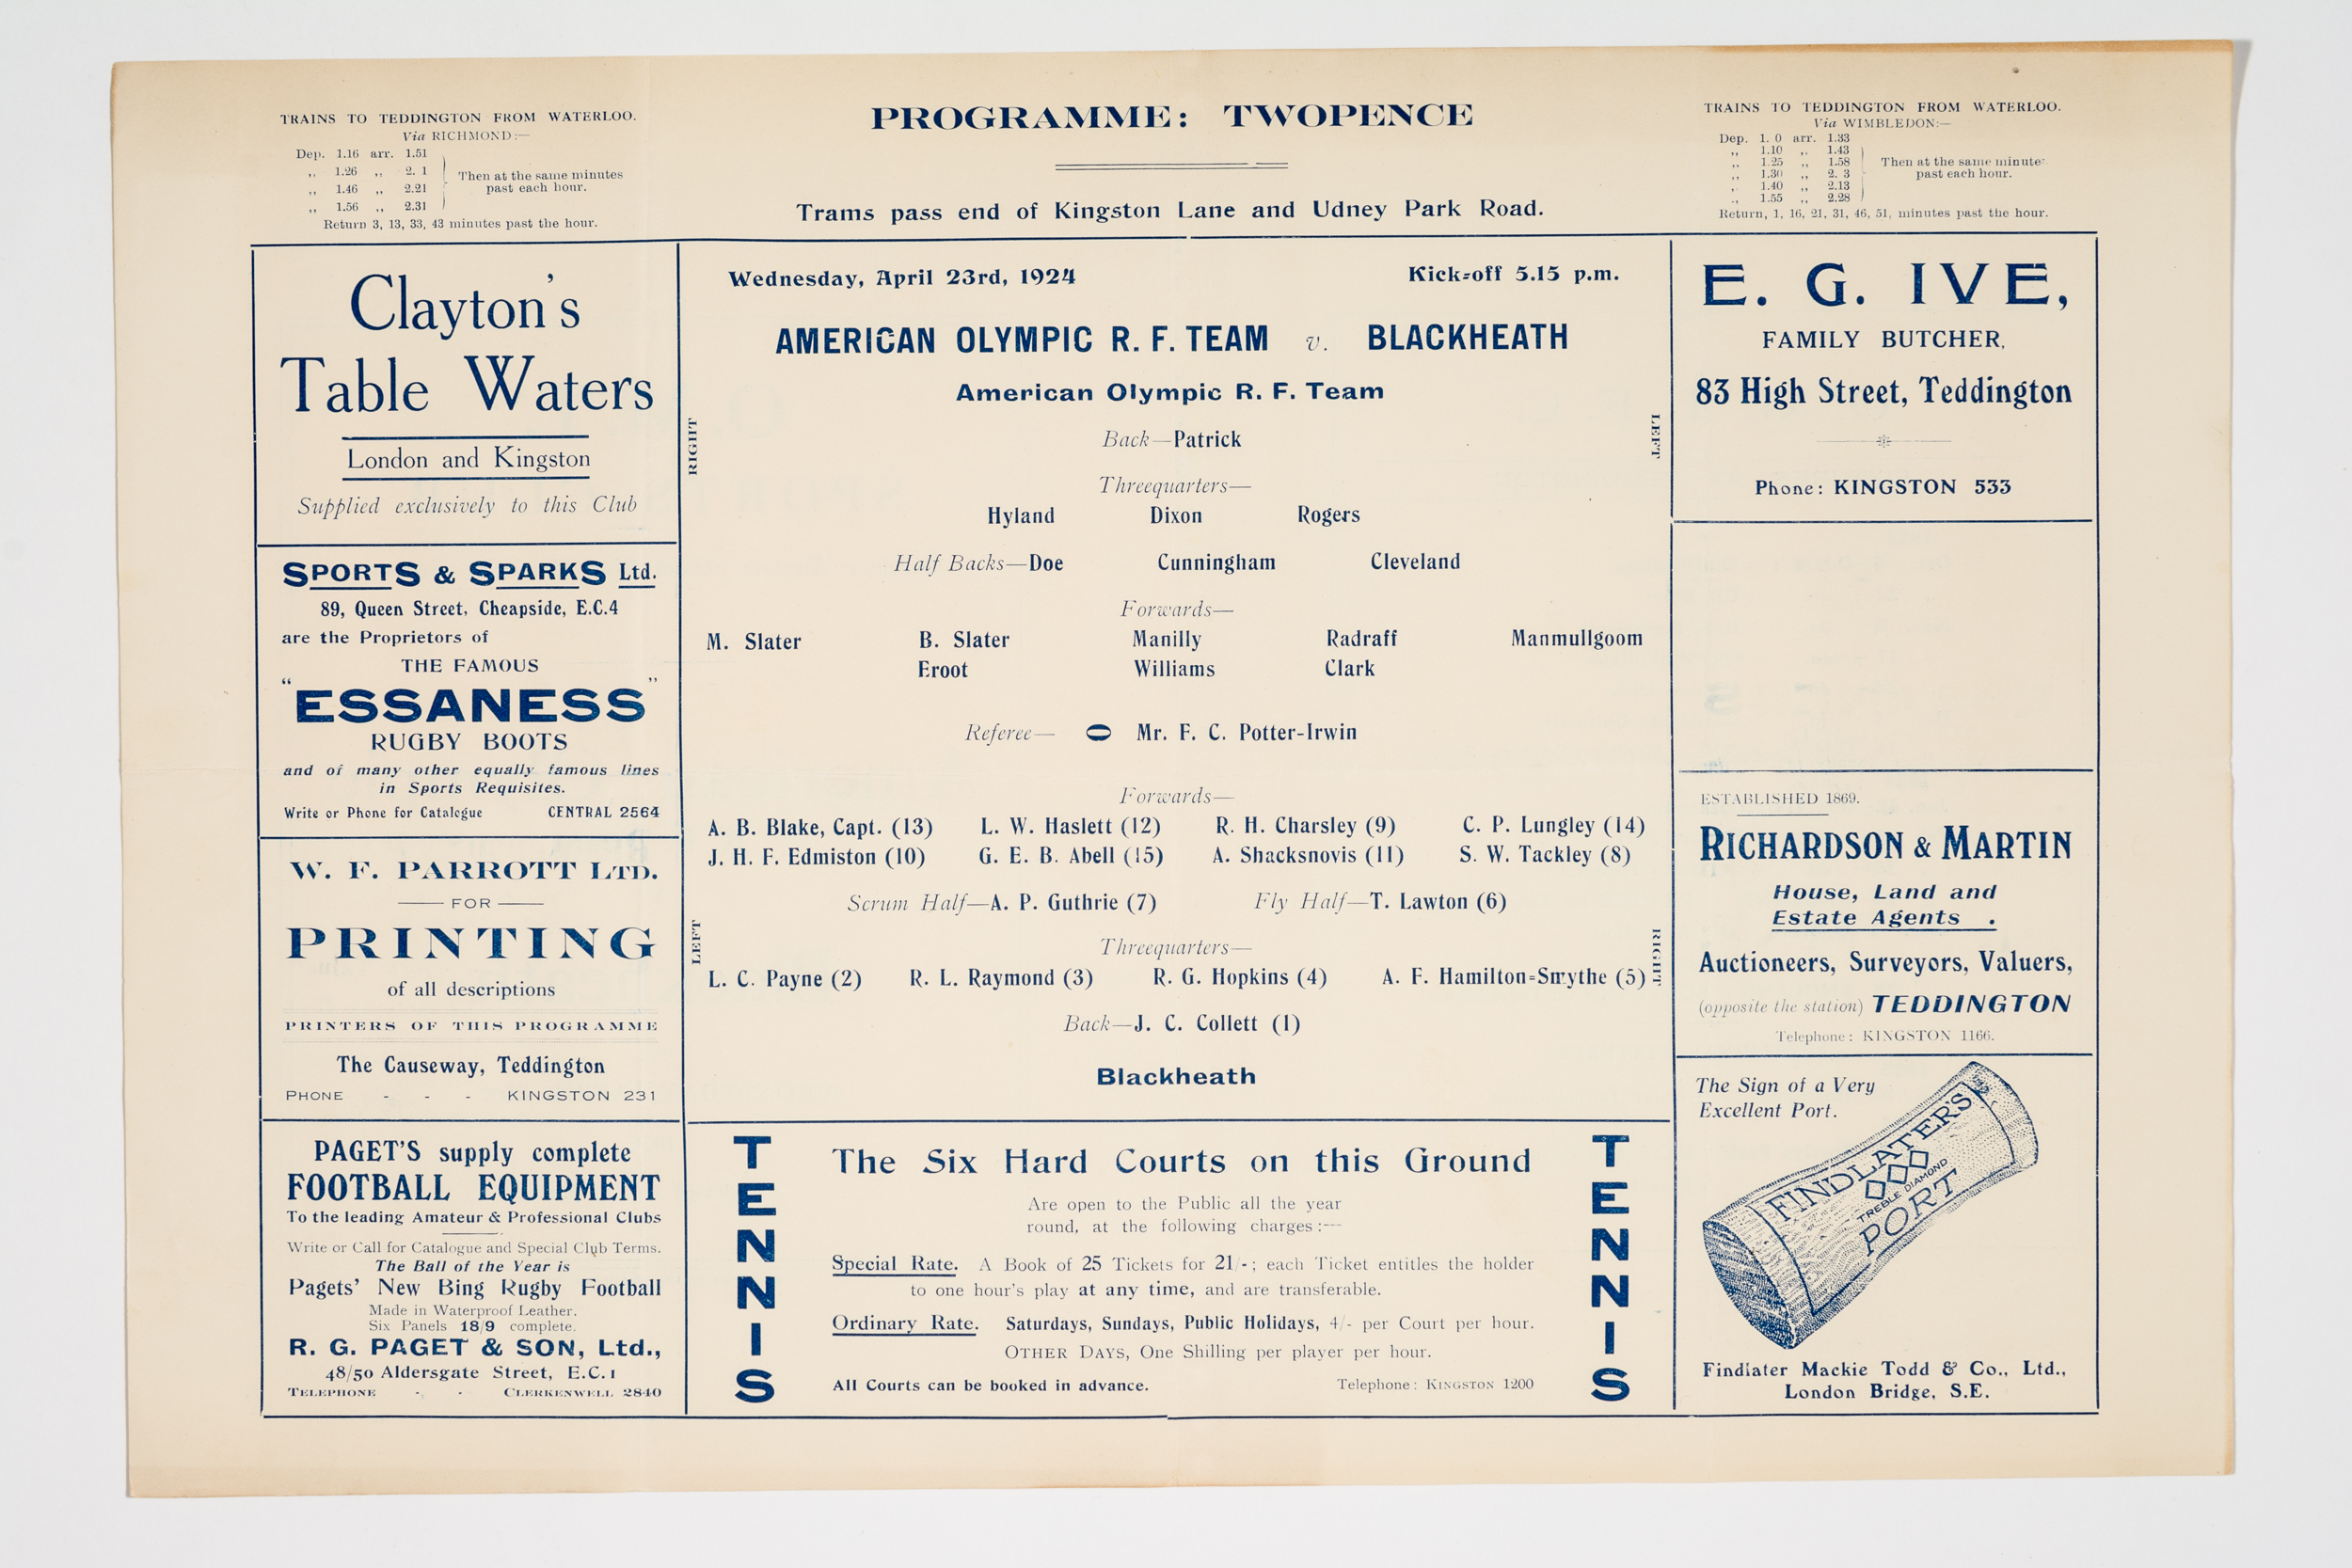 TRAINS TO TEDDINGTON FROM WATERLOO.
Via RICHMOND:—
Dep. 1.16 arr. 1.51
,, 1.26 ,, 2. 1
,, 1.46 ,, 2.21
,, 1.56 ,, 2.31
Then at the same minutes
past each hour.
Return 3, 13, 33, 43 minutes past the hour.
PROGRAMME: TWOPENCE
Trams pass end of Kingston Lane and Udney Park Road.
TRAINS TO TEDDINGTON FROM WATERLOO.
Via WIMBLEDON:—
Dep. 1. 0 arr. 1.33
,, 1.10 ,, 1.43
,, 1.25 ,, 1.58
,, 1.30 ,, 2. 3
,, 1.40 ,, 2.13
,, 1.55 ,, 2.28
Then at the same minute
past each hour.
Return, 1, 16, 21, 31, 46, 51, minutes past the hour.
Clayton's
Table Waters
London and Kingston
Supplied exclusively to this Club
SPORTS & SPARKS Ltd.
89, Queen Street, Cheapside, E.C.4
are the Proprietors of
THE FAMOUS
"ESSANESS"
RUGBY BOOTS
and of many other equally famous lines
in Sports Requisites.
Write or Phone for Catalogue CENTRAL 2564
W. F. PARROTT LTD.
FOR
PRINTING
of all descriptions
PRINTERS OF THIS PROGRAMME
The Causeway, Teddington
PHONE - - - KINGSTON 231
PAGET'S supply complete
FOOTBALL EQUIPMENT
To the leading Amateur & Professional Clubs
Write or Call for Catalogue and Special Club Terms.
The Ball of the Year is
Pagets' New Bing Rugby Football
Made in Waterproof Leather.
Six Panels 18/9 complete.
R. G. PAGET & SON, Ltd.,
48/50 Aldersgate Street, E.C.1
TELEPHONE - - CLERKENWELL 2840
Wednesday, April 23rd, 1924 Kick-off 5.15 p.m.
AMERICAN OLYMPIC R. F. TEAM v. BLACKHEATH
American Olympic R. F. Team
RIGHT
LEFT
Back—Patrick
Threequarters—
Hyland Dixon Rogers
Half Backs—Doe Cunningham Cleveland
Forwards—
M. Slater B. Slater Manilly Radraff Manmullgoom
Eroot Williams Clark
Referee— Mr. F. C. Potter-Irwin
Forwards—
A. B. Blake, Capt. (13) L. W. Haslett (12) R. H. Charsley (9) C. P. Lungley (14)
J. H. F. Edmiston (10) G. E. B. Abell (15) A. Shacksnovis (11) S. W. Tackley (8)
Scrum Half—A. P. Guthrie (7) Fly Half—T. Lawton (6)
LEFT
RIGHT
Threequarters—
L. C. Payne (2) R. L. Raymond (3) R. G. Hopkins (4) A. F. Hamilton-Smythe (5)
Back—J. C. Collett (1)
Blackheath
TENNIS
The Six Hard Courts on this Ground
Are open to the Public all the year
round, at the following charges:—
Special Rate. A Book of 25 Tickets for 21/-; each Ticket entitles the holder
to one hour's play at any time, and are transferable.
Ordinary Rate. Saturdays, Sundays, Public Holidays, 4/- per Court per hour.
OTHER DAYS, One Shilling per player per hour.
All Courts can be booked in advance. Telephone: KINGSTON 1200
TENNIS
E. G. IVE,
FAMILY BUTCHER,
83 High Street, Teddington
Phone: KINGSTON 533
ESTABLISHED 1869.
RICHARDSON & MARTIN
House, Land and
Estate Agents .
Auctioneers, Surveyors, Valuers,
(opposite the station) TEDDINGTON
Telephone: KINGSTON 1166.
The Sign of a Very
Excellent Port.
FINDLATER'S
TREBLE DIAMOND
PORT
Findlater Mackie Todd & Co., Ltd.,
London Bridge, S.E.